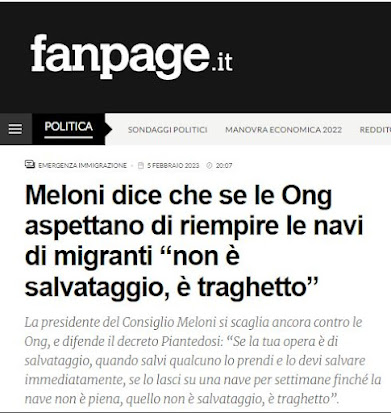 fanpage.it
POLITICA SONDAGGI POLITICI MANOVRA ECONOMICA 2022 REDDITO
EMERGENZA IMMIGRAZIONE 5 FEBBRAIO 2023 20:07
Meloni dice che se le Ong
aspettano di riempire le navi
di migranti “non è
salvataggio, è traghetto”
La presidente del Consiglio Meloni si scaglia ancora contro le
Ong, e difende il decreto Piantedosi: “Se la tua opera è di
salvataggio, quando salvi qualcuno lo prendi e lo devi salvare
immediatamente, se lo lasci su una nave per settimane finché la
nave non è piena, quello non è salvataggio, è traghetto”.